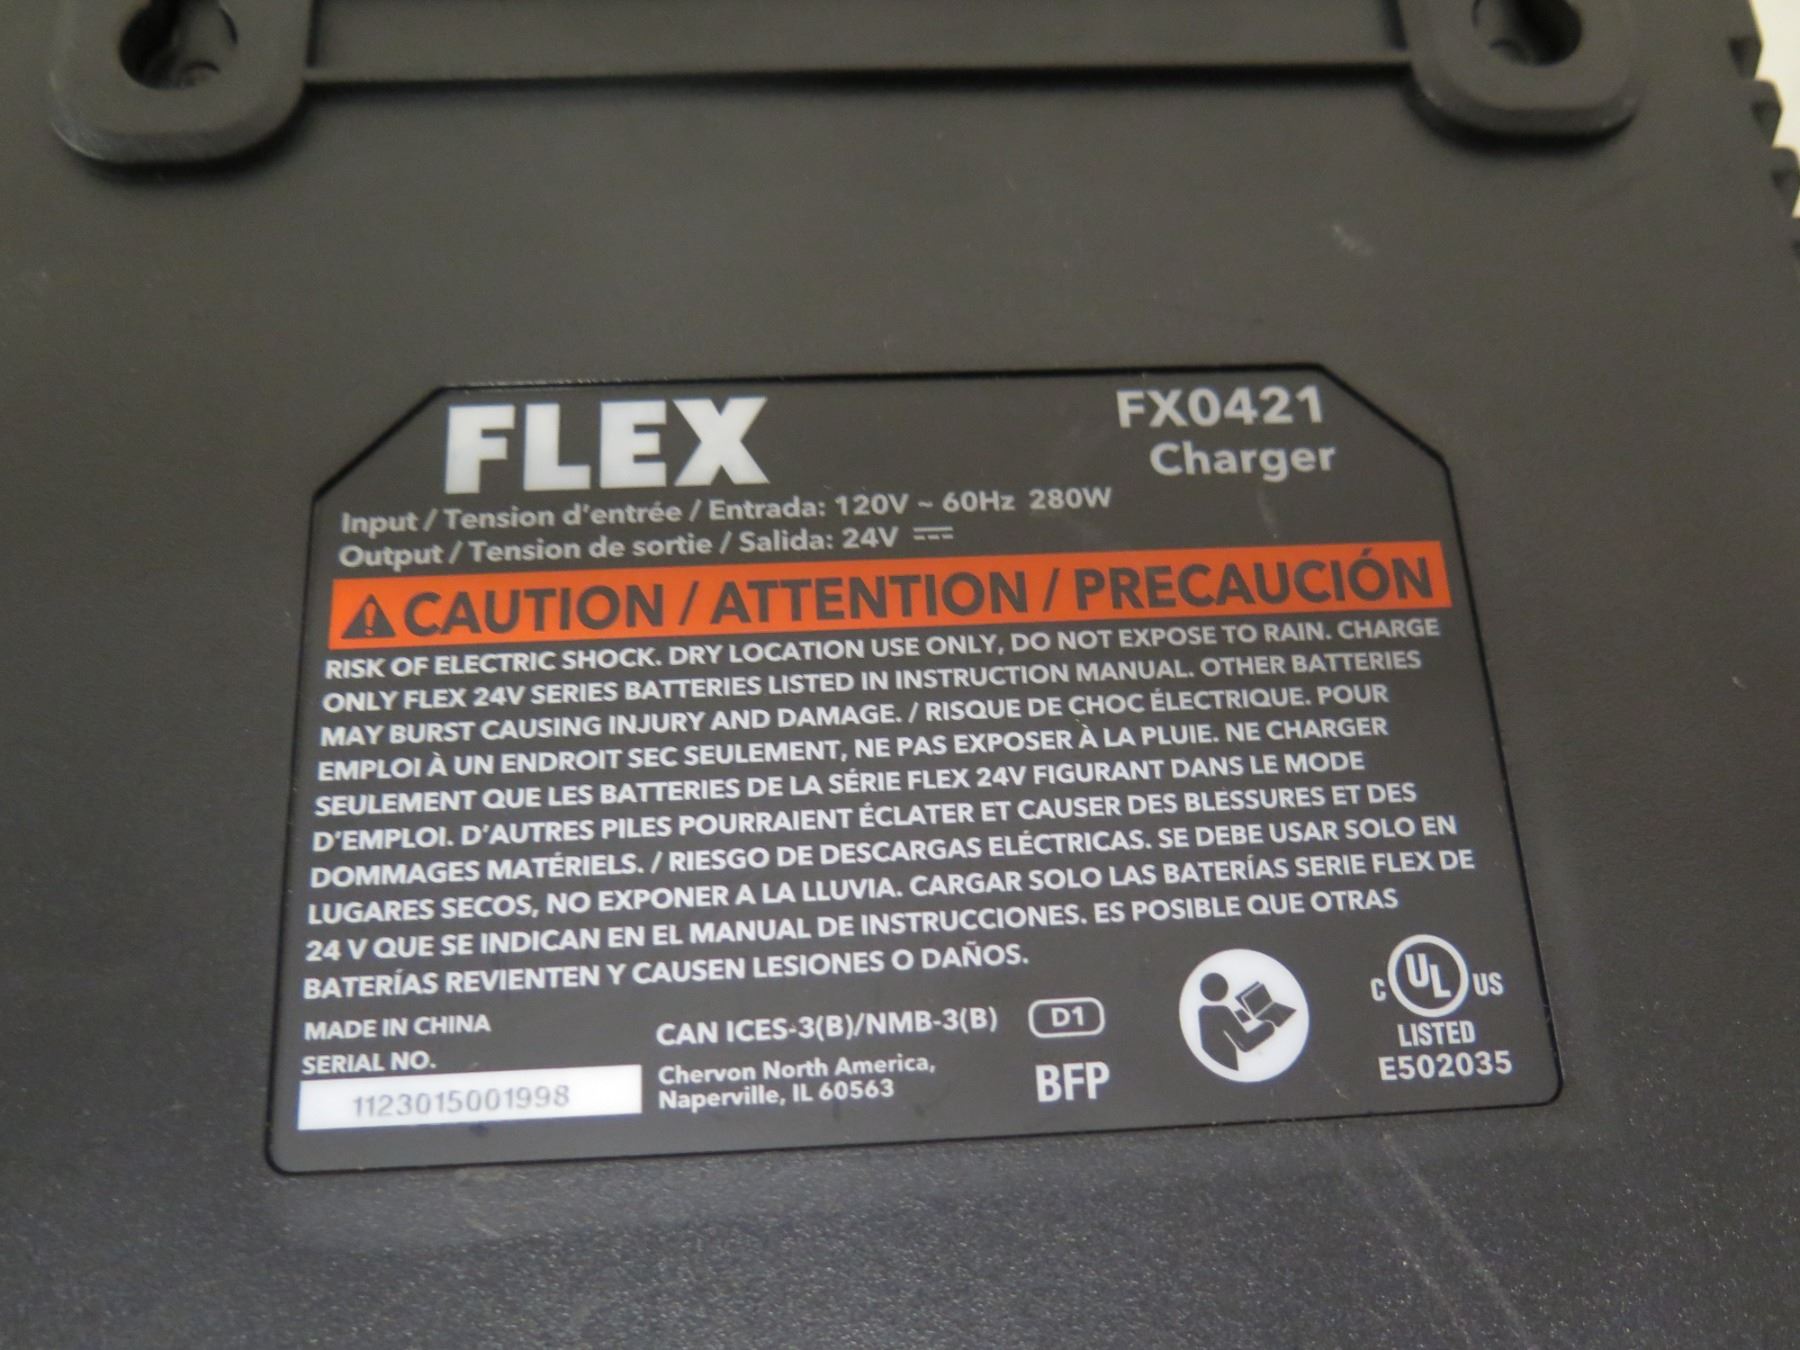 FLEX
FX0421
Charger
Input / Tension d'entrée / Entrada: 120V ~ 60Hz 280W
Output / Tension de sortie / Salida: 24V ⎓
⚠ CAUTION / ATTENTION / PRECAUCIÓN
RISK OF ELECTRIC SHOCK. DRY LOCATION USE ONLY, DO NOT EXPOSE TO RAIN. CHARGE
ONLY FLEX 24V SERIES BATTERIES LISTED IN INSTRUCTION MANUAL. OTHER BATTERIES
MAY BURST CAUSING INJURY AND DAMAGE. / RISQUE DE CHOC ÉLECTRIQUE. POUR
EMPLOI À UN ENDROIT SEC SEULEMENT, NE PAS EXPOSER À LA PLUIE. NE CHARGER
SEULEMENT QUE LES BATTERIES DE LA SÉRIE FLEX 24V FIGURANT DANS LE MODE
D'EMPLOI. D'AUTRES PILES POURRAIENT ÉCLATER ET CAUSER DES BLESSURES ET DES
DOMMAGES MATÉRIELS. / RIESGO DE DESCARGAS ELÉCTRICAS. SE DEBE USAR SOLO EN
LUGARES SECOS, NO EXPONER A LA LLUVIA. CARGAR SOLO LAS BATERÍAS SERIE FLEX DE
24 V QUE SE INDICAN EN EL MANUAL DE INSTRUCCIONES. ES POSIBLE QUE OTRAS
BATERÍAS REVIENTEN Y CAUSEN LESIONES O DAÑOS.
MADE IN CHINA
SERIAL NO.
1123015001998
CAN ICES-3(B)/NMB-3(B)
Chervon North America,
Naperville, IL 60563
D1
BFP
C UL US
LISTED
E502035